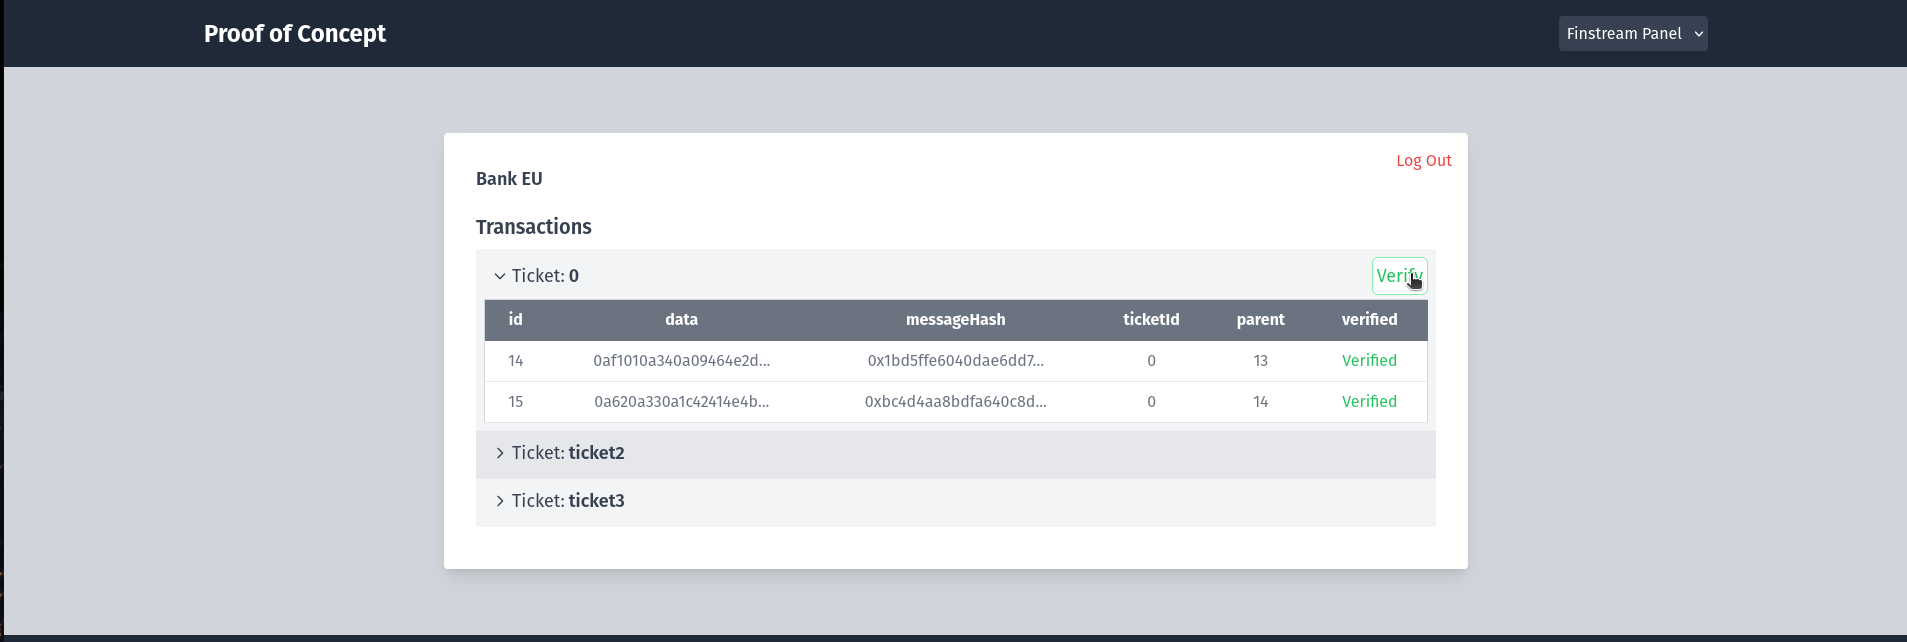 Proof of Concept
Finstream Panel
Log Out
Bank EU
Transactions
Ticket: 0
Verify
id data messageHash ticketId parent verified
14 0af1010a340a09464e2d... 0x1bd5ffe6040dae6dd7... 0 13 Verified
15 0a620a330a1c42414e4b... 0xbc4d4aa8bdfa640c8d... 0 14 Verified
Ticket: ticket2
Ticket: ticket3